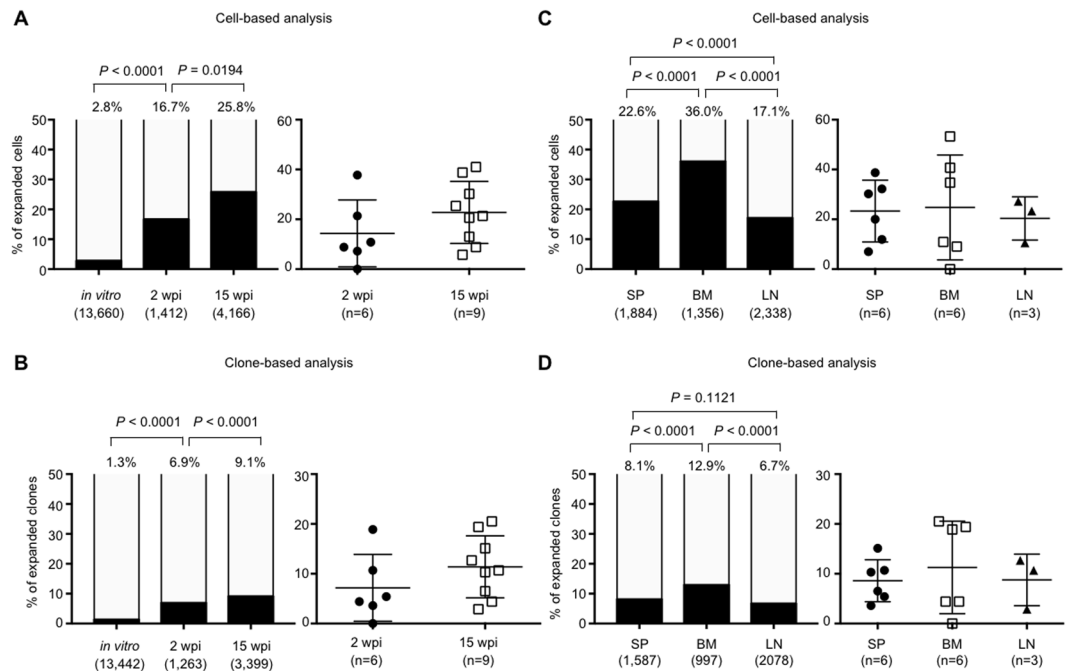 A
Cell-based analysis
P < 0.0001 P = 0.0194
2.8% 16.7% 25.8%
% of expanded cells
50
40
30
20
10
0
in vitro 2 wpi 15 wpi
(13,660) (1,412) (4,166)
60
40
20
0
2 wpi 15 wpi
(n=6) (n=9)
C
Cell-based analysis
P < 0.0001
P < 0.0001 P < 0.0001
22.6% 36.0% 17.1%
% of expanded cells
50
40
30
20
10
0
SP BM LN
(1,884) (1,356) (2,338)
60
40
20
0
SP BM LN
(n=6) (n=6) (n=3)
B
Clone-based analysis
P < 0.0001 P < 0.0001
1.3% 6.9% 9.1%
% of expanded clones
50
40
30
20
10
0
in vitro 2 wpi 15 wpi
(13,442) (1,263) (3,399)
30
20
10
0
2 wpi 15 wpi
(n=6) (n=9)
D
Clone-based analysis
P = 0.1121
P < 0.0001 P < 0.0001
8.1% 12.9% 6.7%
% of expanded clones
50
40
30
20
10
0
SP BM LN
(1,587) (997) (2078)
30
20
10
0
SP BM LN
(n=6) (n=6) (n=3)